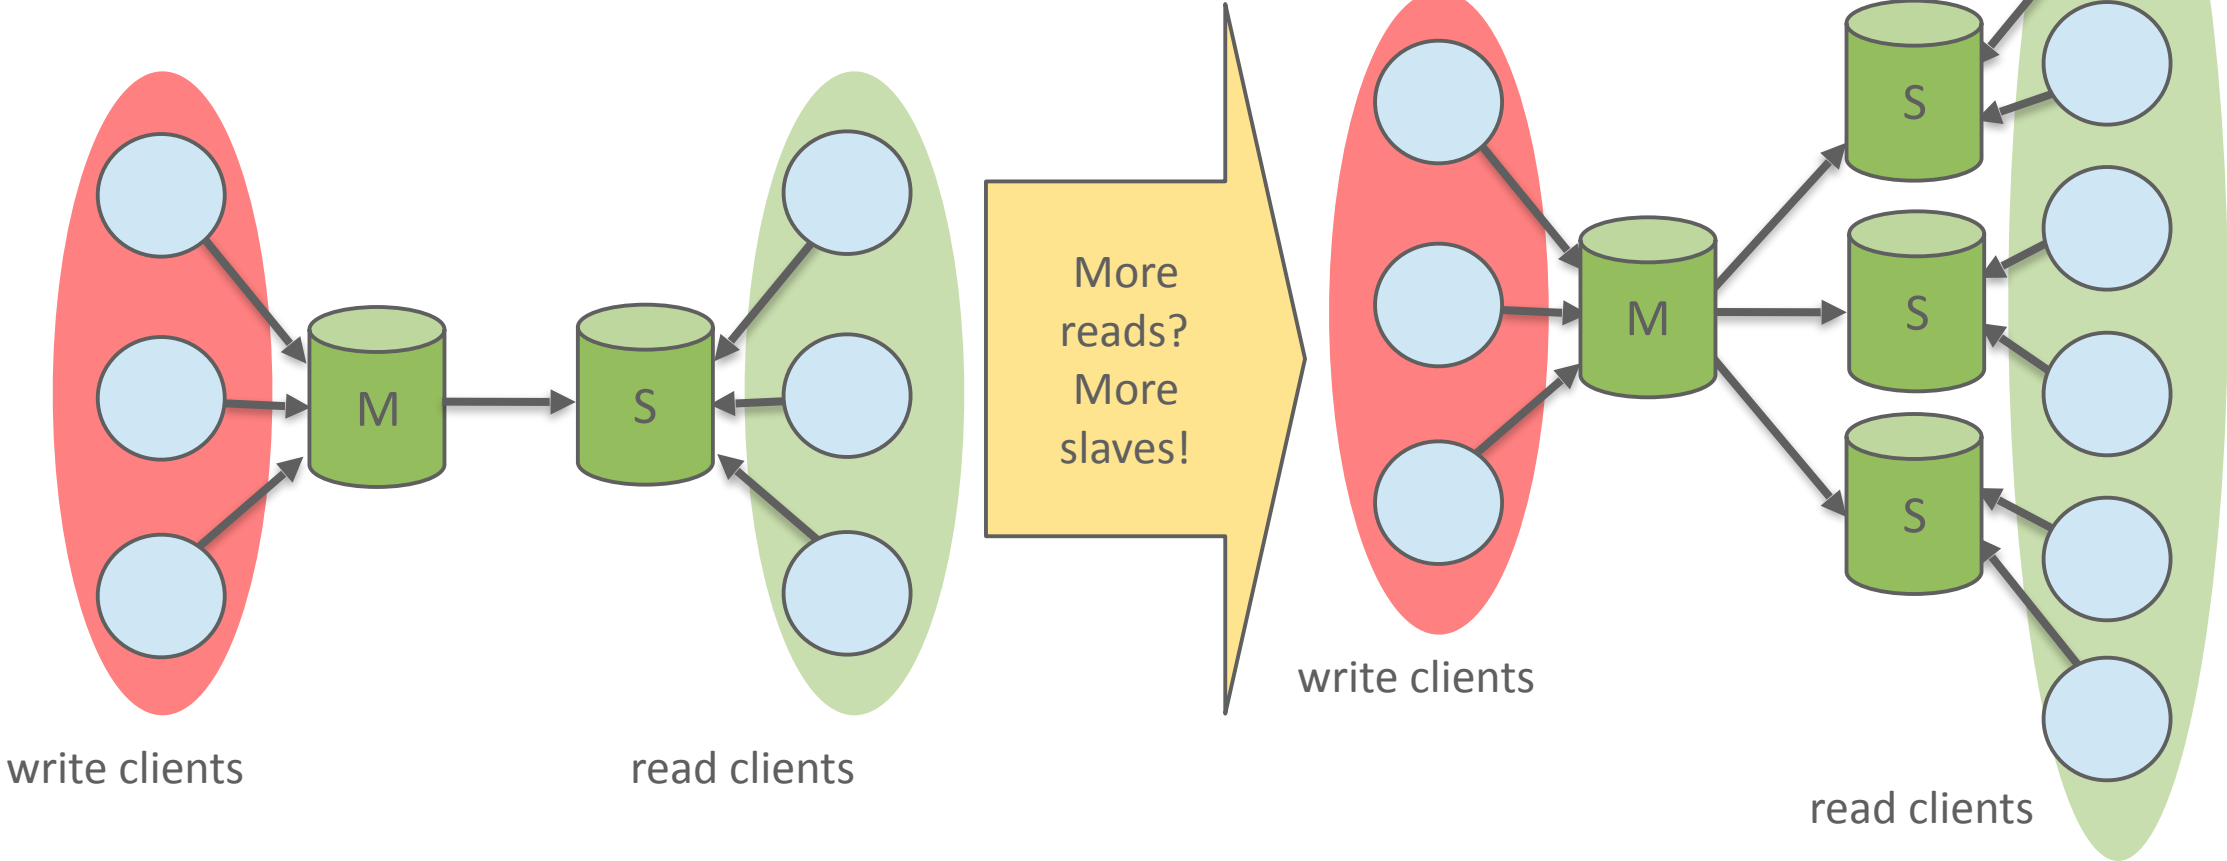 M
S
write clients
read clients
More
reads?
More
slaves!
M
S
S
S
write clients
read clients